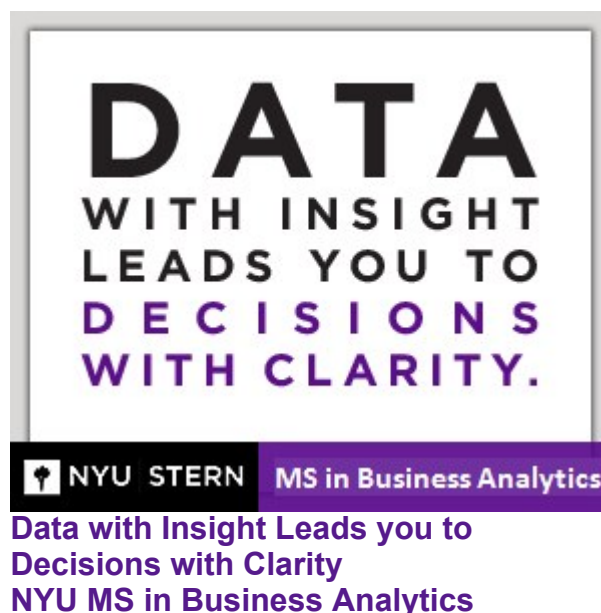 DATA
WITH INSIGHT
LEADS YOU TO
DECISIONS
WITH CLARITY.
NYU STERN
MS in Business Analytics
Data with Insight Leads you to
Decisions with Clarity
NYU MS in Business Analytics